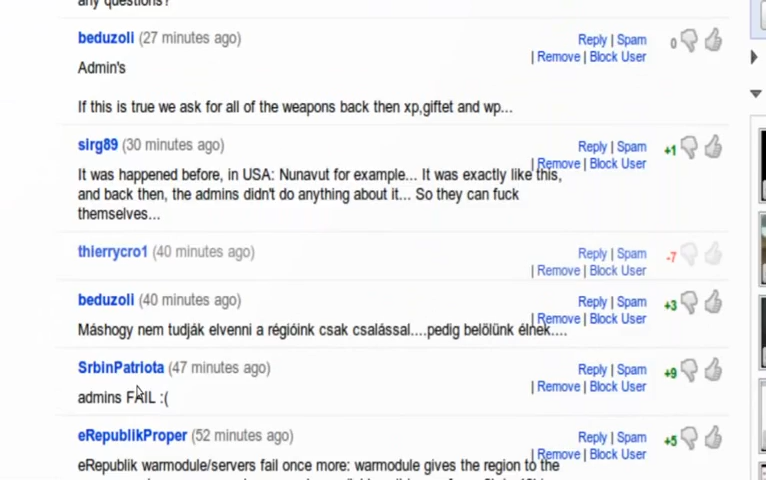 any questions?
beduzoli (27 minutes ago)
Reply | Spam
| Remove | Block User
0
Admin's
If this is true we ask for all of the weapons back then xp,giftet and wp...
sirg89 (30 minutes ago)
Reply | Spam
| Remove | Block User
+1
It was happened before, in USA: Nunavut for example... It was exactly like this,
and back then, the admins didn't do anything about it... So they can fuck
themselves...
thierrycro1 (40 minutes ago)
Reply | Spam
| Remove | Block User
-7
beduzoli (40 minutes ago)
Reply | Spam
| Remove | Block User
+3
Máshogy nem tudják elvenni a régióink csak csalással....pedig belölünk élnek....
SrbinPatriota (47 minutes ago)
Reply | Spam
| Remove | Block User
+9
admins FAIL :(
eRepublikProper (52 minutes ago)
Reply | Spam
| Remove | Block User
+5
eRepublik warmodule/servers fail once more: warmodule gives the region to the